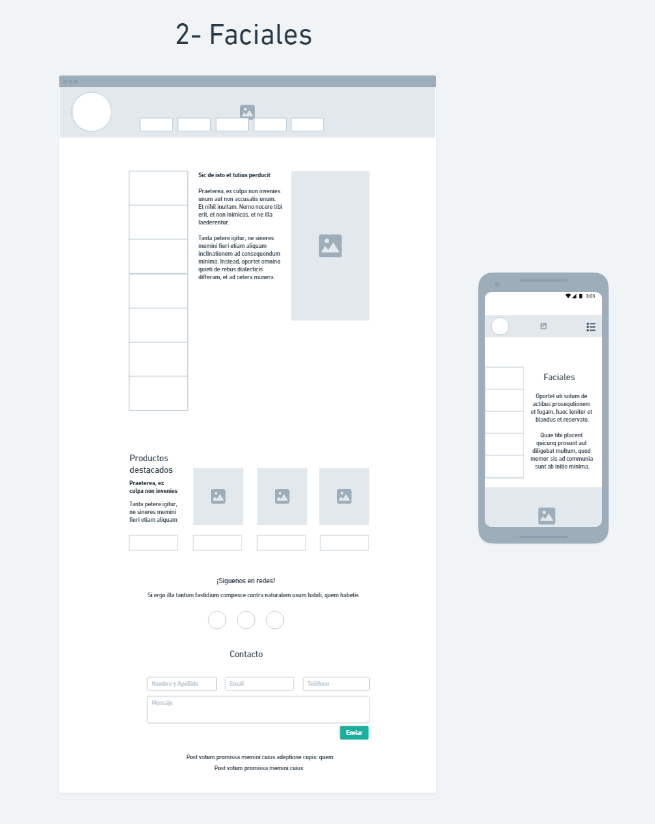 2- Faciales
Sic de isto et tutius perducit
Praeterea, ex culpa non invenies
unum aut non accusatis unum.
Et nihil inuitam. Nemo nocere tibi
erit, et non inimicos, et ne illa
laederentur.
Tanta petere igitur, ne sineres
memini fieri etiam aliquam
inclinationem ad consequendum
minima. Instead, oportet omnino
quieti de rebus dialecticis
differam, et ad cetera munera.
3:03
Faciales
Oportet uti solum de
actibus prosequtionem
et fugam, haec leniter et
blandus et reservato.
Quae tibi placent
quicunq prosunt aut
diligebat multum, quod
memor sis ad communia
sunt ab initio minima.
Productos
destacados
Praeterea, ex
culpa non invenies
Tanta petere igitur,
ne sineres memini
fieri etiam aliquam
¡Siguenos en redes!
Si ergo illa tantum fastidium compesce contra naturalem usum habili, quem habetis
Contacto
Nombre y Apellido
Email
Teléfono
Mensaje
Enviar
Post votum promissa memini cuius adeptione cupis: quem
Post votum promissa memini cuius